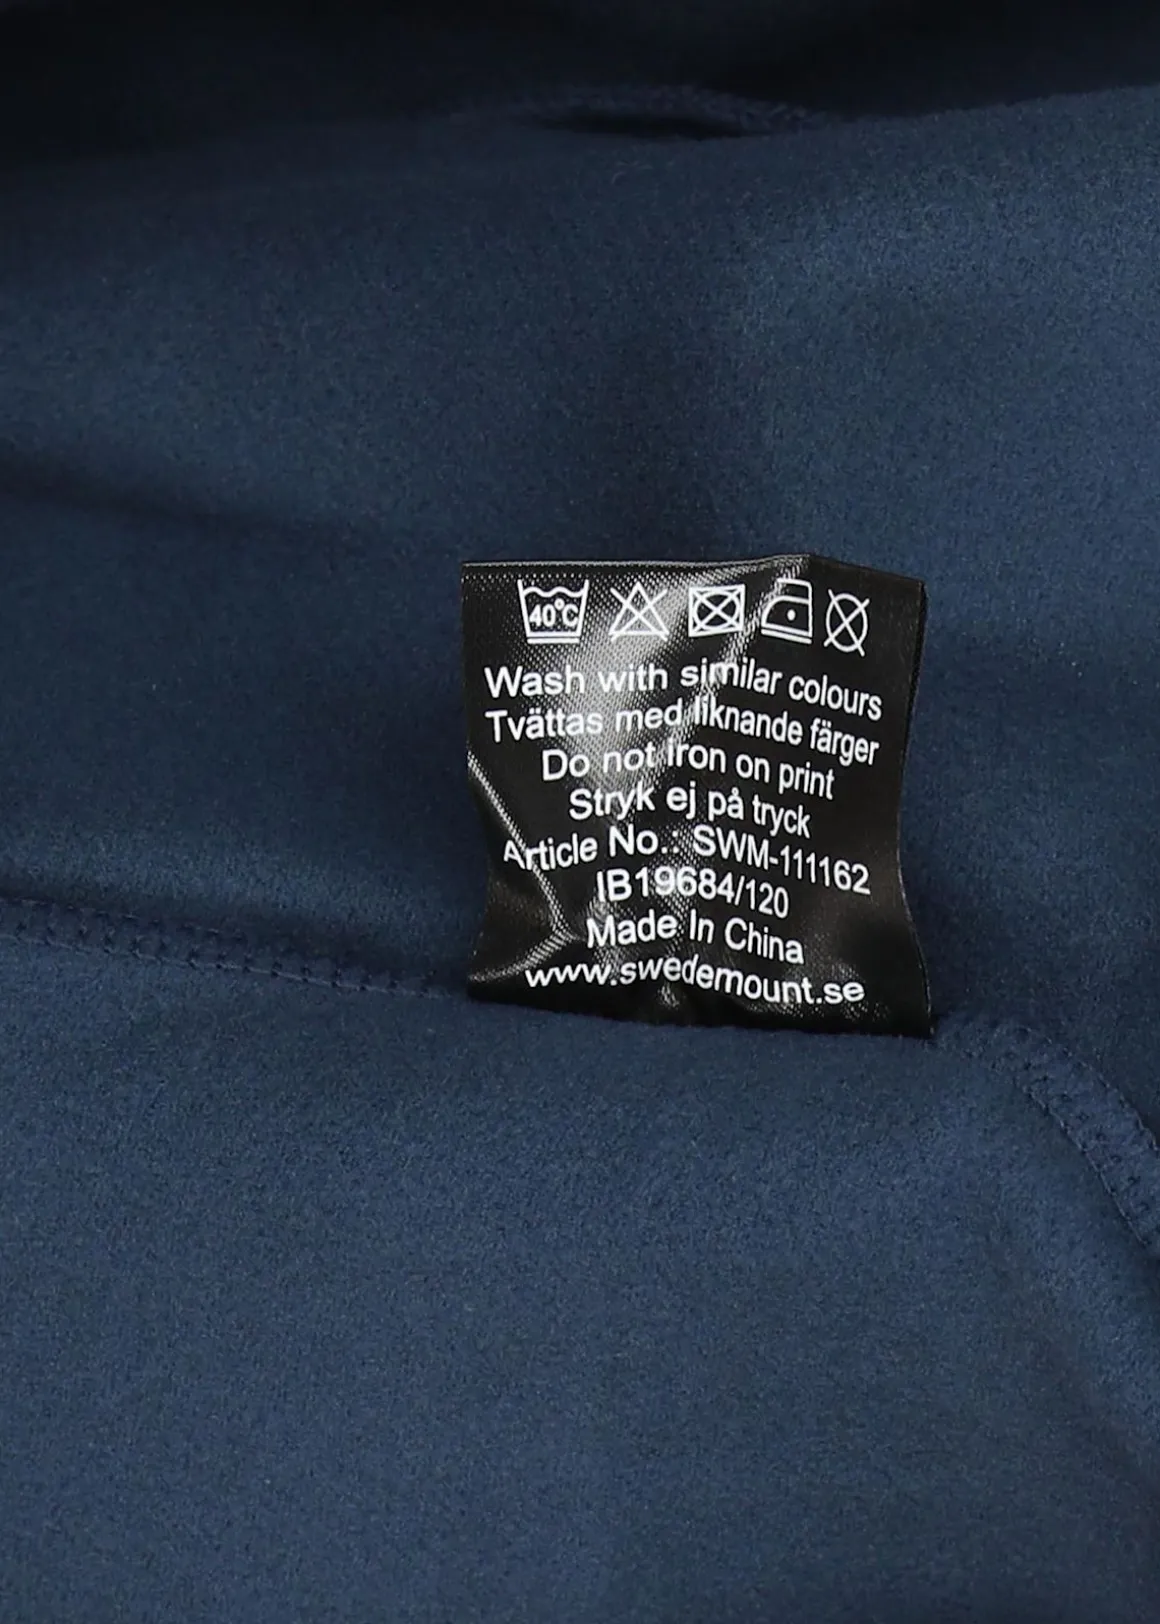 40°C
Wash with similar colours
Tvättas med liknande färger
Do not iron on print
Stryk ej på tryck
Article No.: SWM-111162
IB19684/120
Made In China
www.swedemount.se